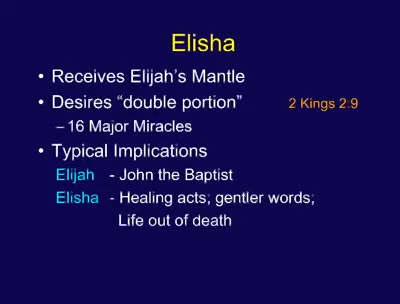 Elisha
• Receives Elijah's Mantle
• Desires “double portion” 2 Kings 2:9
– 16 Major Miracles
• Typical Implications
Elijah - John the Baptist
Elisha - Healing acts; gentler words;
Life out of death